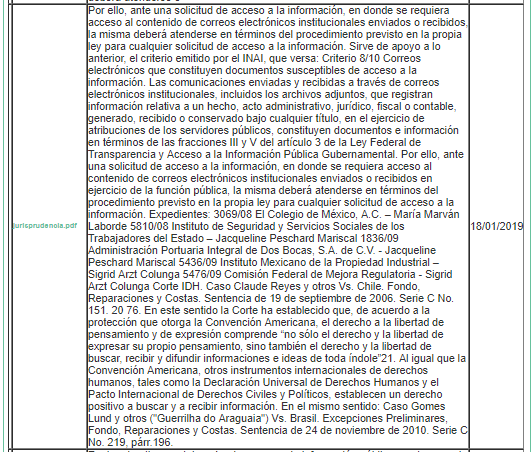 Por ello, ante una solicitud de acceso a la información, en donde se requiera
acceso al contenido de correos electrónicos institucionales enviados o recibidos,
la misma deberá atenderse en términos del procedimiento previsto en la propia
ley para cualquier solicitud de acceso a la información. Sirve de apoyo a lo
anterior, el criterio emitido por el INAI, que versa: Criterio 8/10 Correos
electrónicos que constituyen documentos susceptibles de acceso a la
información. Las comunicaciones enviadas y recibidas a través de correos
electrónicos institucionales, incluidos los archivos adjuntos, que registran
información relativa a un hecho, acto administrativo, jurídico, fiscal o contable,
generado, recibido o conservado bajo cualquier título, en el ejercicio de
atribuciones de los servidores públicos, constituyen documentos e información
en términos de las fracciones III y V del artículo 3 de la Ley Federal de
Transparencia y Acceso a la Información Pública Gubernamental. Por ello, ante
una solicitud de acceso a la información, en donde se requiera acceso al
contenido de correos electrónicos institucionales enviados o recibidos en
ejercicio de la función pública, la misma deberá atenderse en términos del
procedimiento previsto en la propia ley para cualquier solicitud de acceso a la
información. Expedientes: 3069/08 El Colegio de México, A.C. – María Marván
jurisprudencia.pdf Laborde 5810/08 Instituto de Seguridad y Servicios Sociales de los 18/01/2019
Trabajadores del Estado – Jacqueline Peschard Mariscal 1836/09
Administración Portuaria Integral de Dos Bocas, S.A. de C.V. - Jacqueline
Peschard Mariscal 5436/09 Instituto Mexicano de la Propiedad Industrial –
Sigrid Arzt Colunga 5476/09 Comisión Federal de Mejora Regulatoria - Sigrid
Arzt Colunga Corte IDH. Caso Claude Reyes y otros Vs. Chile. Fondo,
Reparaciones y Costas. Sentencia de 19 de septiembre de 2006. Serie C No.
151. 20 76. En este sentido la Corte ha establecido que, de acuerdo a la
protección que otorga la Convención Americana, el derecho a la libertad de
pensamiento y de expresión comprende “no sólo el derecho y la libertad de
expresar su propio pensamiento, sino también el derecho y la libertad de
buscar, recibir y difundir informaciones e ideas de toda índole”21. Al igual que la
Convención Americana, otros instrumentos internacionales de derechos
humanos, tales como la Declaración Universal de Derechos Humanos y el
Pacto Internacional de Derechos Civiles y Políticos, establecen un derecho
positivo a buscar y a recibir información. En el mismo sentido: Caso Gomes
Lund y otros ("Guerrilha do Araguaia") Vs. Brasil. Excepciones Preliminares,
Fondo, Reparaciones y Costas. Sentencia de 24 de noviembre de 2010. Serie C
No. 219, párr.196.